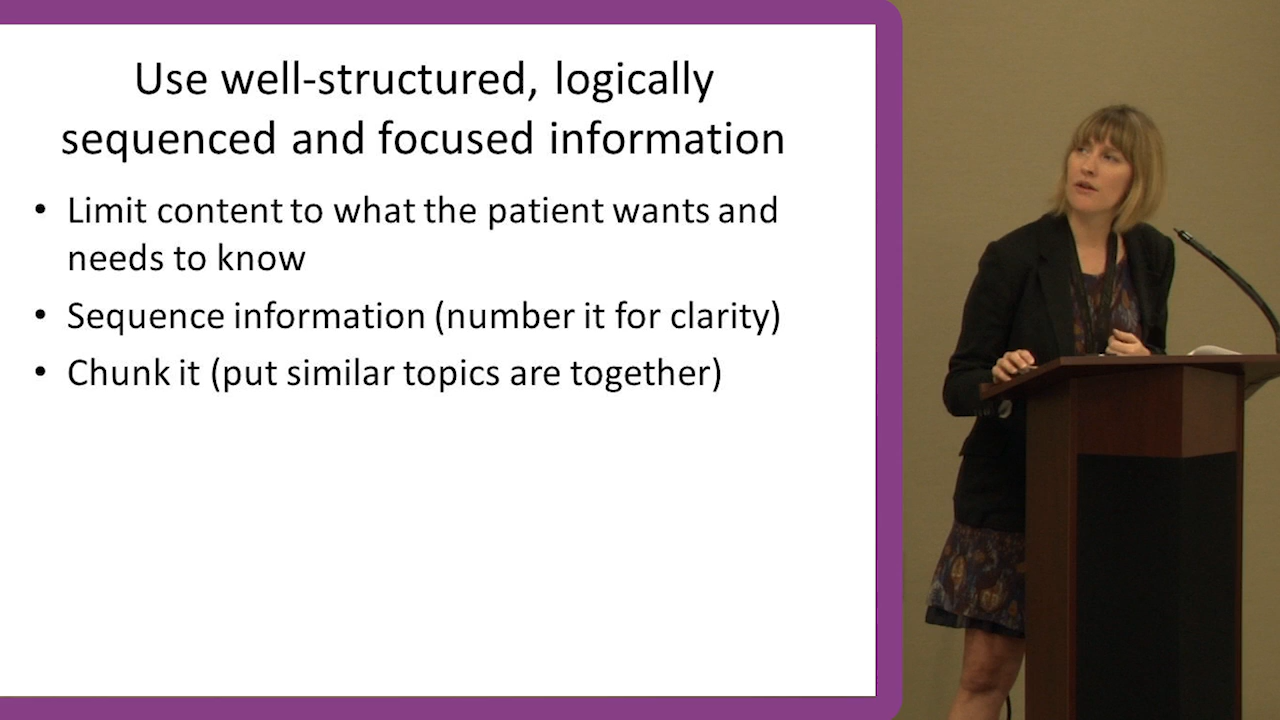 Use well-structured, logically
sequenced and focused information
• Limit content to what the patient wants and
needs to know
• Sequence information (number it for clarity)
• Chunk it (put similar topics are together)